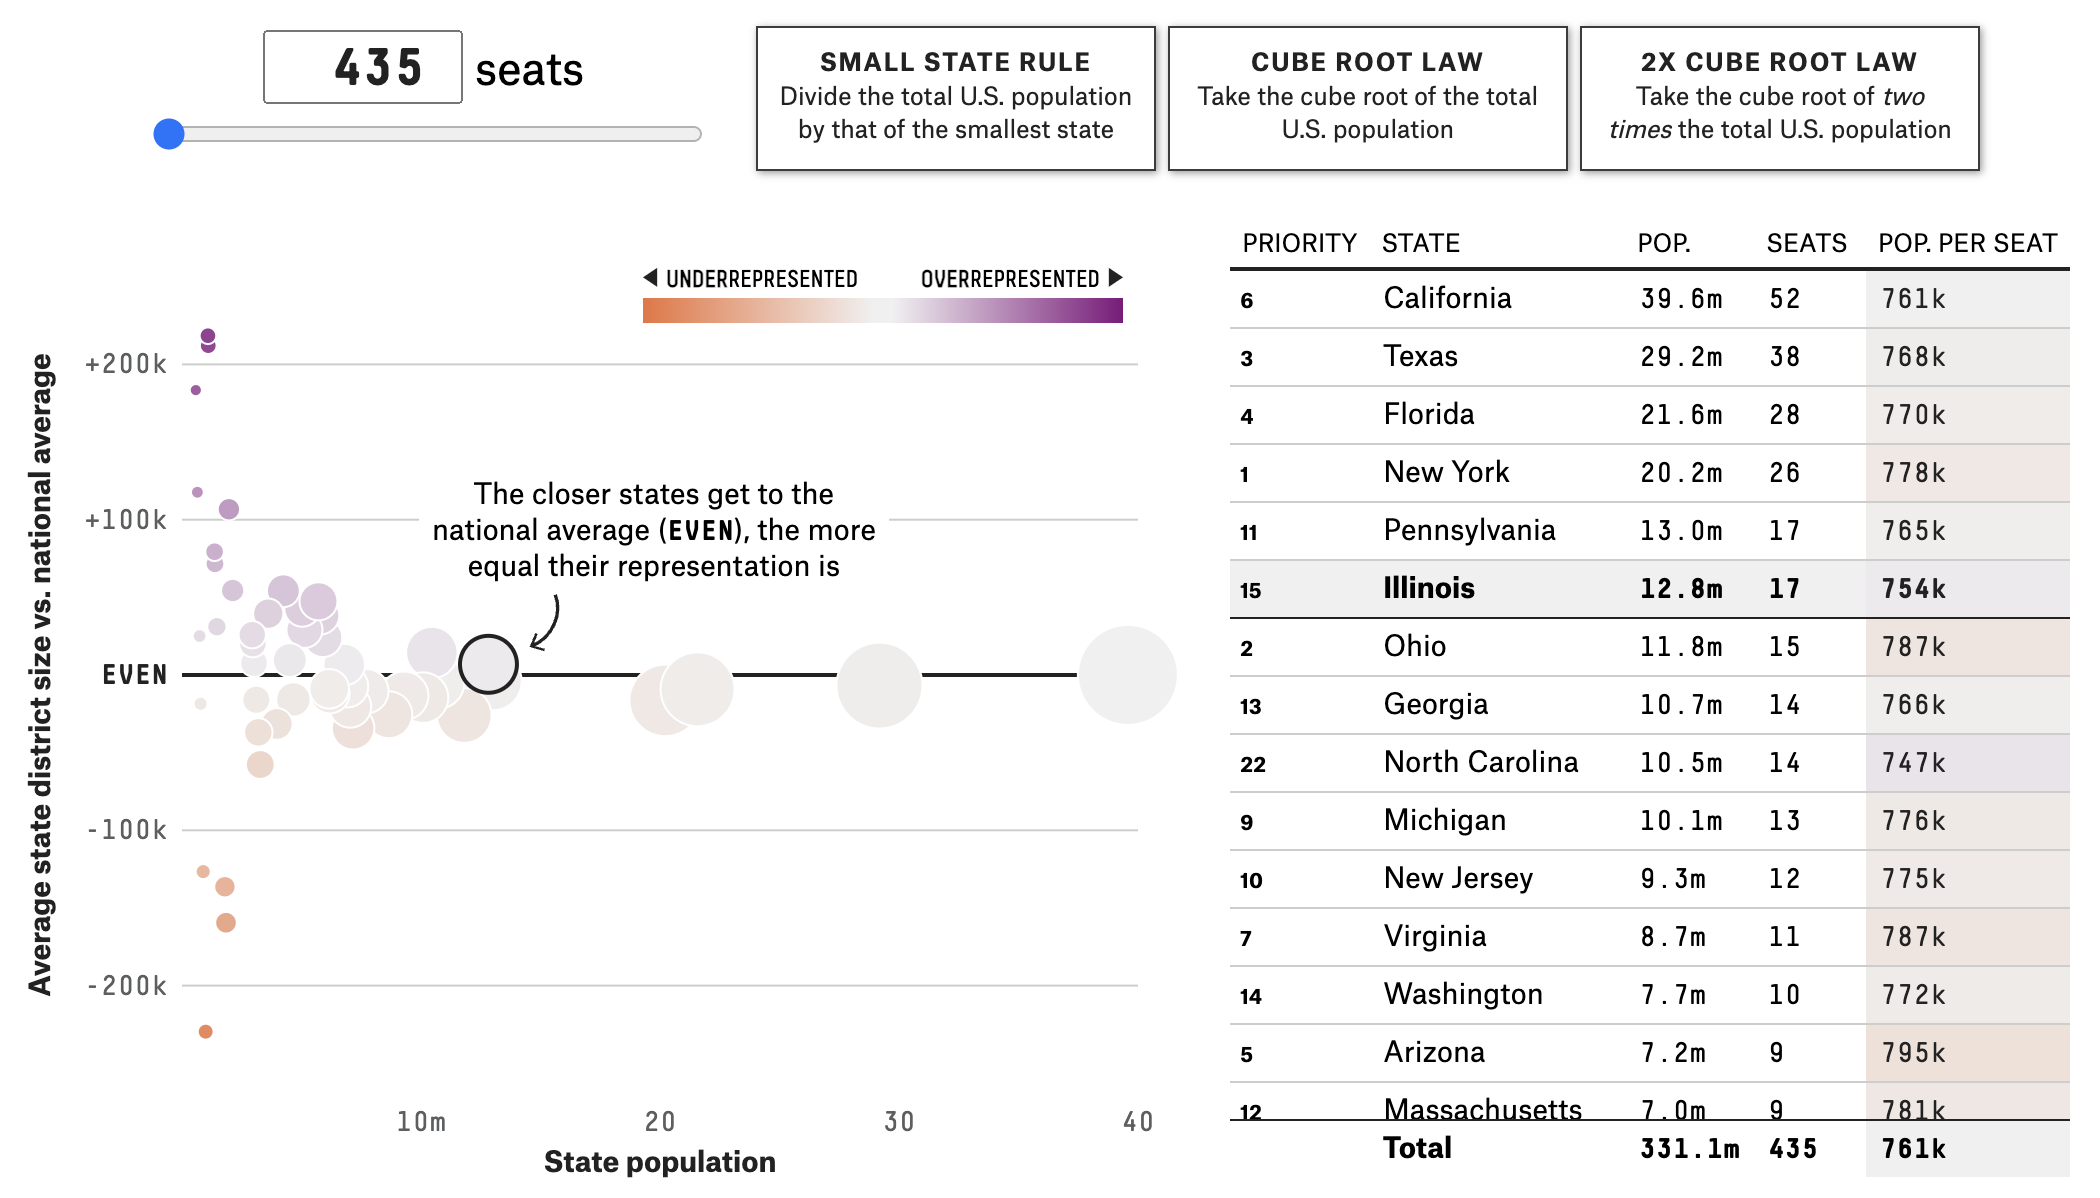 435 seats
SMALL STATE RULE
Divide the total U.S. population
by that of the smallest state
CUBE ROOT LAW
Take the cube root of the total
U.S. population
2X CUBE ROOT LAW
Take the cube root of two
times the total U.S. population
◀ UNDERREPRESENTED OVERREPRESENTED ▶
Average state district size vs. national average
+200k
+100k
EVEN
-100k
-200k
The closer states get to the
national average (EVEN), the more
equal their representation is
10m 20 30 40
State population
PRIORITY STATE POP. SEATS POP. PER SEAT
6 California 39.6m 52 761k
3 Texas 29.2m 38 768k
4 Florida 21.6m 28 770k
1 New York 20.2m 26 778k
11 Pennsylvania 13.0m 17 765k
15 Illinois 12.8m 17 754k
2 Ohio 11.8m 15 787k
13 Georgia 10.7m 14 766k
22 North Carolina 10.5m 14 747k
9 Michigan 10.1m 13 776k
10 New Jersey 9.3m 12 775k
7 Virginia 8.7m 11 787k
14 Washington 7.7m 10 772k
5 Arizona 7.2m 9 795k
12 Massachusetts 7.0m 9 781k
Total 331.1m 435 761k